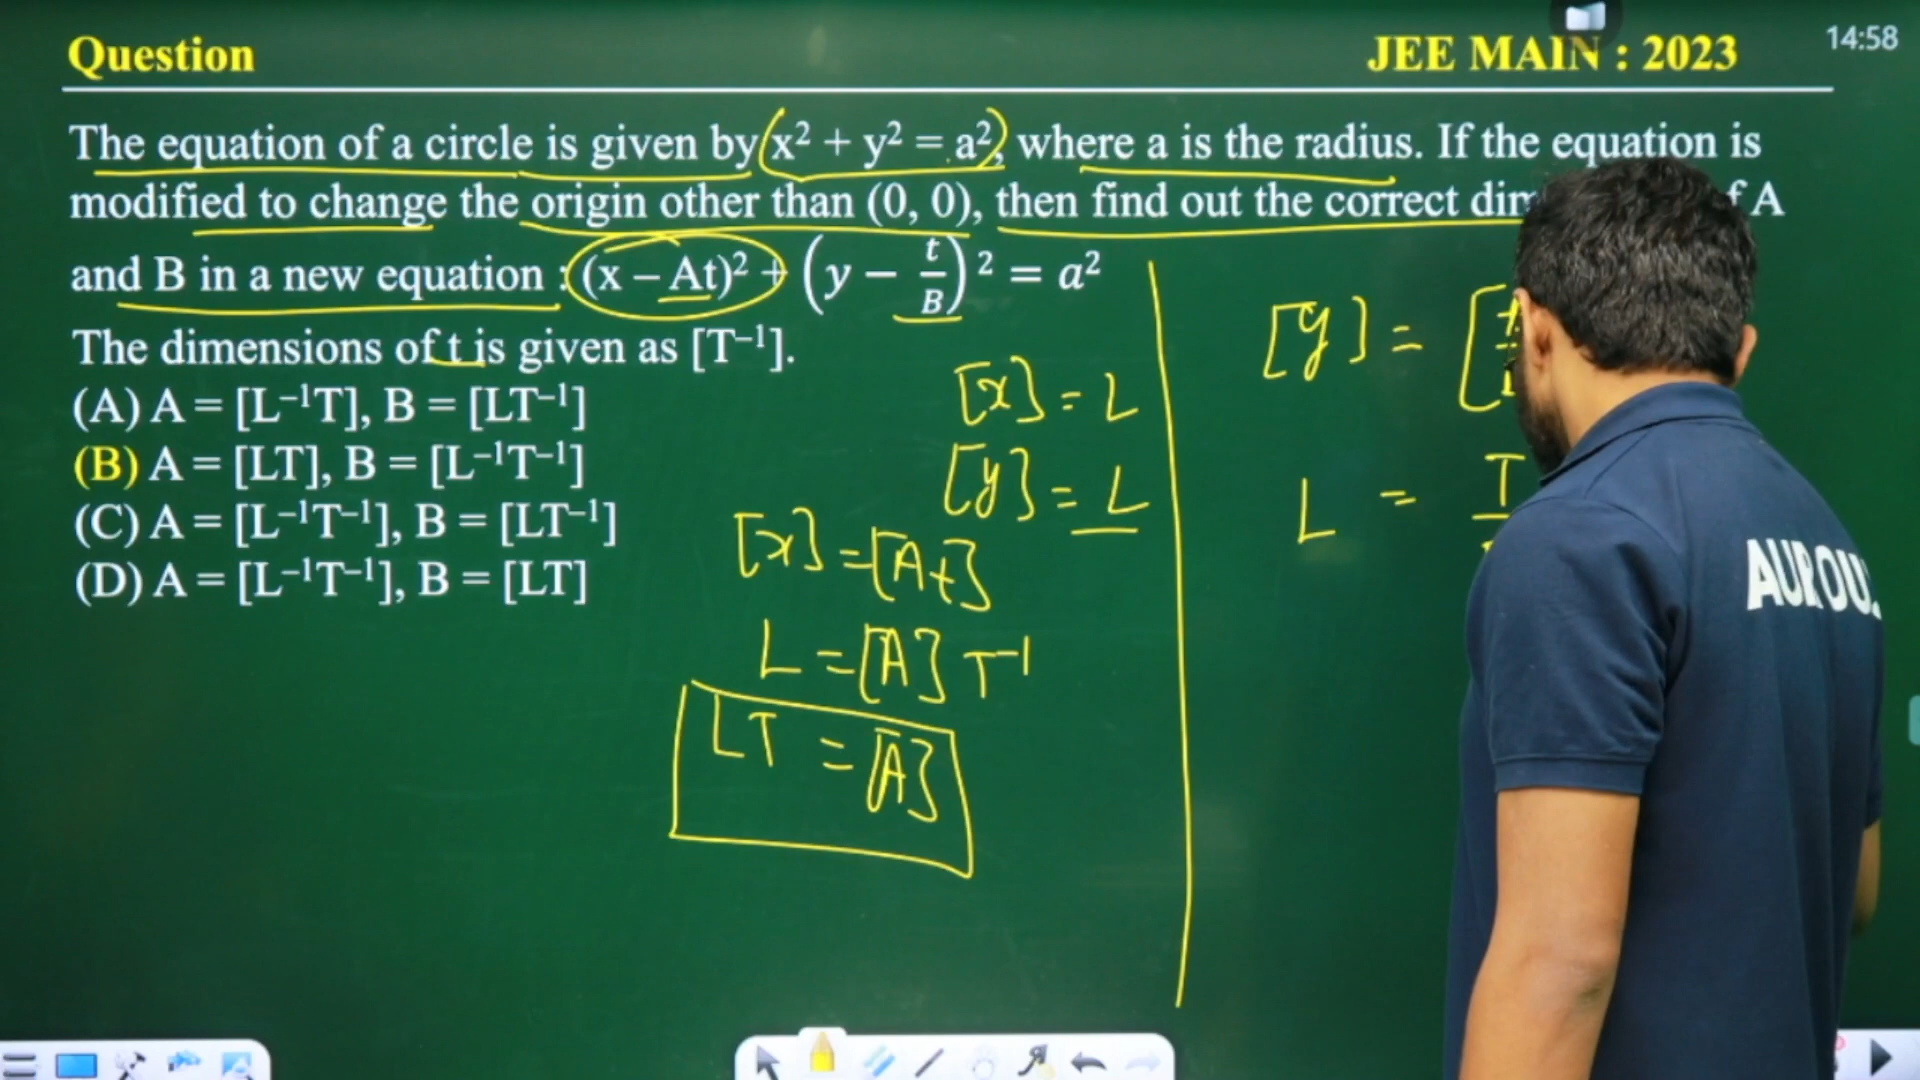 Question
JEE MAIN : 2023
14:58
The equation of a circle is given by x² + y² = a², where a is the radius. If the equation is
modified to change the origin other than (0, 0), then find out the correct f A
and B in a new equation : (x – At)² + (y – t/B)² = a²
The dimensions of t is given as [T⁻¹].
(A) A = [L⁻¹T], B = [LT⁻¹]
(B) A = [LT], B = [L⁻¹T⁻¹]
(C) A = [L⁻¹T⁻¹], B = [LT⁻¹]
(D) A = [L⁻¹T⁻¹], B = [LT]
[x] = L
[y] = L
[x] = [At]
L = [A] T⁻¹
LT = [A]
[y] = [
L = T